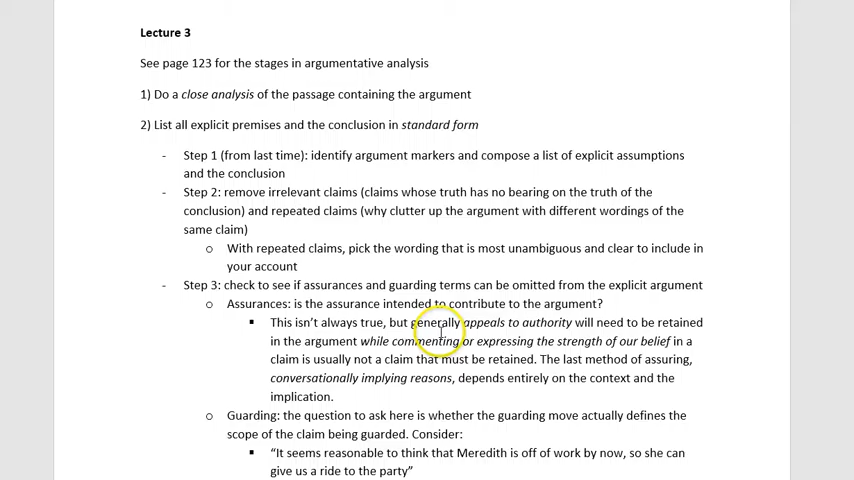 Lecture 3
See page 123 for the stages in argumentative analysis
1) Do a close analysis of the passage containing the argument
2) List all explicit premises and the conclusion in standard form
- Step 1 (from last time): identify argument markers and compose a list of explicit assumptions
and the conclusion
- Step 2: remove irrelevant claims (claims whose truth has no bearing on the truth of the
conclusion) and repeated claims (why clutter up the argument with different wordings of the
same claim)
o With repeated claims, pick the wording that is most unambiguous and clear to include in
your account
- Step 3: check to see if assurances and guarding terms can be omitted from the explicit argument
o Assurances: is the assurance intended to contribute to the argument?
▪ This isn't always true, but generally appeals to authority will need to be retained
in the argument while commenting or expressing the strength of our belief in a
claim is usually not a claim that must be retained. The last method of assuring,
conversationally implying reasons, depends entirely on the context and the
implication.
o Guarding: the question to ask here is whether the guarding move actually defines the
scope of the claim being guarded. Consider:
▪ "It seems reasonable to think that Meredith is off of work by now, so she can
give us a ride to the party"